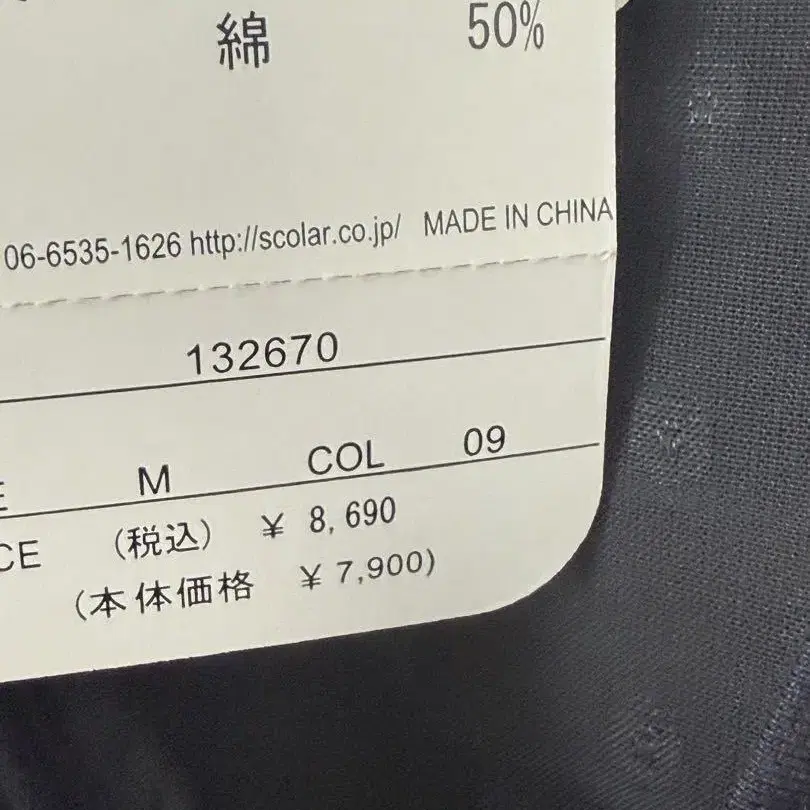 綿 50%
06-6535-1626 http://scolar.co.jp/ MADE IN CHINA
132670
M COL 09
(税込) ¥ 8,690
(本体価格 ¥ 7,900)